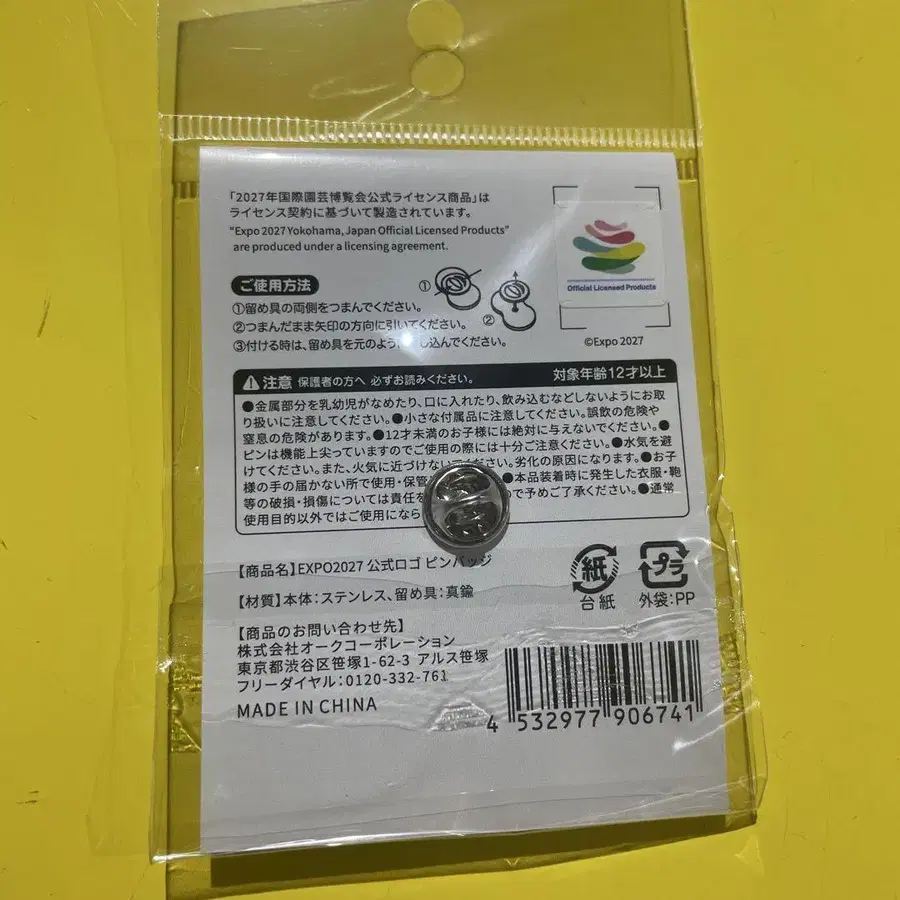 「2027年国際園芸博覧会公式ライセンス商品」は
ライセンス契約に基づいて製造されています。
"Expo 2027 Yokohama, Japan Official Licensed Products"
are produced under a licensing agreement.
Official Licensed Products
©Expo 2027
ご使用方法
①留め具の両側をつまんでください。
②つまんだまま矢印の方向に引いてください。
③付ける時は、留め具を元のように し込んでください。
①
②
注意 保護者の方へ 必ずお読みください。 対象年齢12才以上
●金属部分を乳幼児がなめたり、口に入れたり、飲み込むなどしないようにお取
り扱いに注意してください。●小さな付属品に注意してください。誤飲の危険や
窒息の危険があります。●12才未満のお子様には絶対に与えないでください。●
ピンは機能上尖っていますのでご使用の際には十分ご注意ください。●水気を避
けてください。また、火気に近づけないでください。劣化の原因になります。●お子
様の手の届かない所で使用・保管 ●本品装着時に発生した衣服・鞄
等の破損・損傷については責任を ので予めご了承ください。●通常
使用目的以外ではご使用になら
【商品名】EXPO2027 公式ロゴ ピンバッジ
【材質】本体：ステンレス、留め具：真鍮
紙
台紙
プラ
外袋：PP
【商品のお問い合わせ先】
株式会社オークコーポレーション
東京都渋谷区笹塚1-62-3 アルス笹塚
フリーダイヤル：0120-332-761
MADE IN CHINA
4 532977 906741